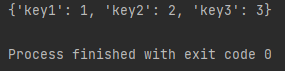 {'key1': 1, 'key2': 2, 'key3': 3}
Process finished with exit code 0